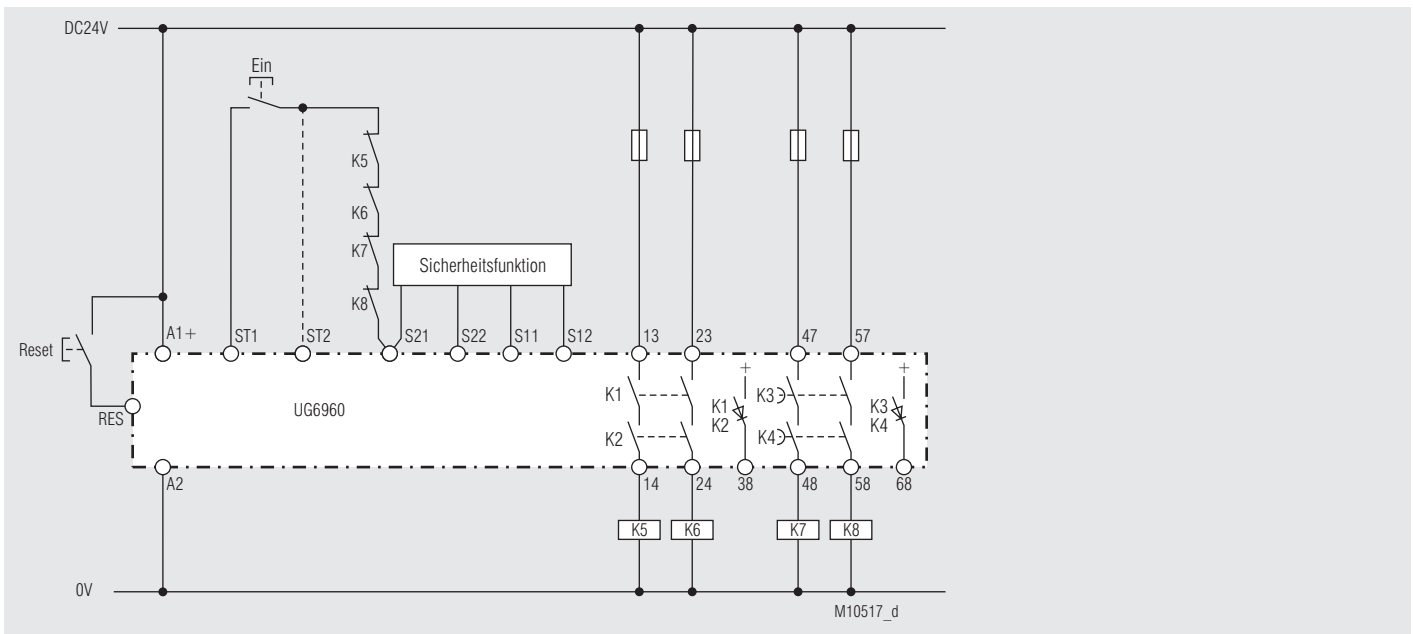 DC24V
Ein
K5
K6
K7
K8
Sicherheitsfunktion
Reset
A1+
ST1
ST2
S21
S22
S11
S12
13
23
47
57
RES
UG6960
K1
K2
K1
K2
+
K3
K4
K3
K4
+
A2
14
24
38
48
58
68
K5
K6
K7
K8
0V
M10517_d